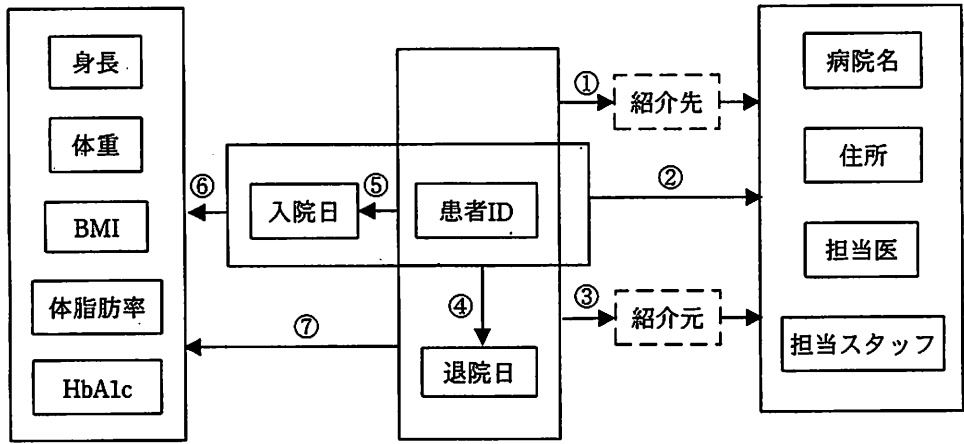 身長
体重
BMI
体脂肪率
HbA1c
⑥
入院日
⑤
患者ID
⑦
④
退院日
①
紹介先
②
③
紹介元
病院名
住所
担当医
担当スタッフ